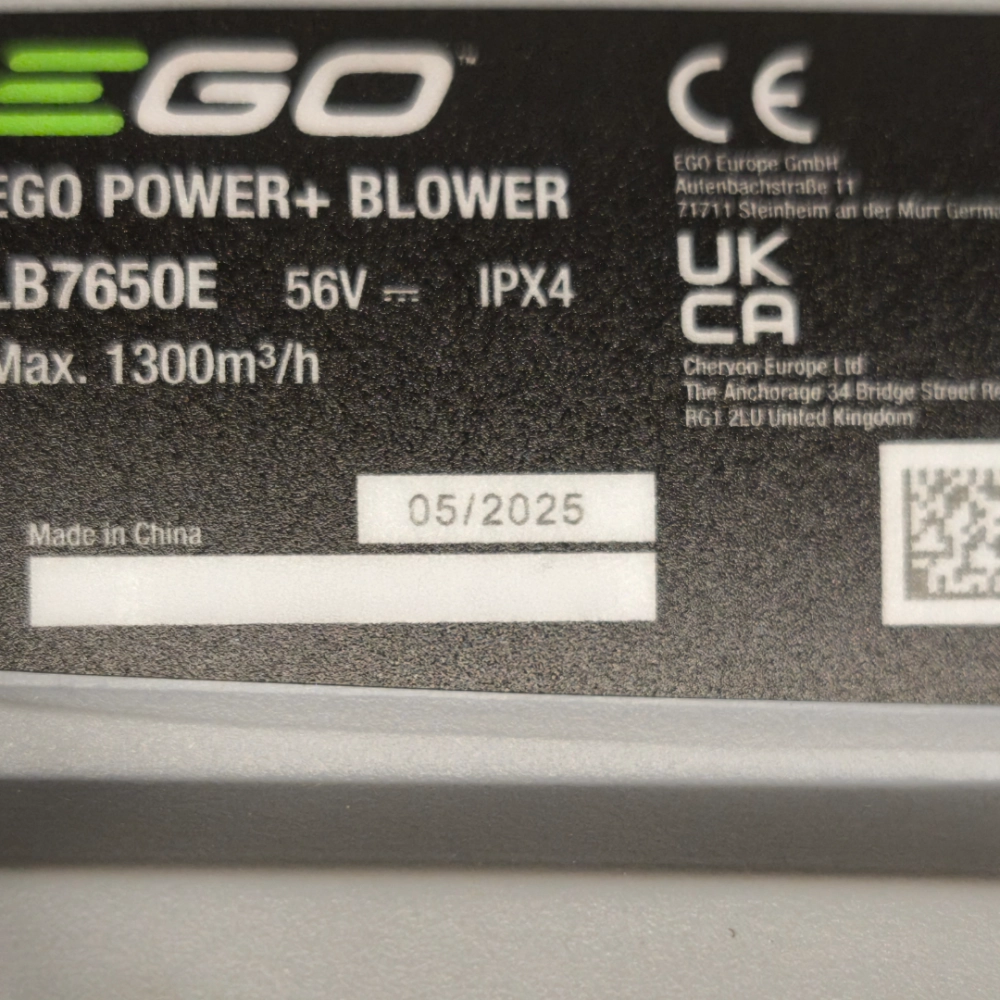 EGO™
EGO POWER+ BLOWER
LB7650E 56V ⎓ IPX4
Max. 1300m³/h
Made in China
05/2025
CE
EGO Europe GmbH
Autenbachstraße 11
71711 Steinheim an der Murr
UK
CA
Chervon Europe Ltd
The Anchorage 34 Bridge Street
RG1 2LU United Kingdom